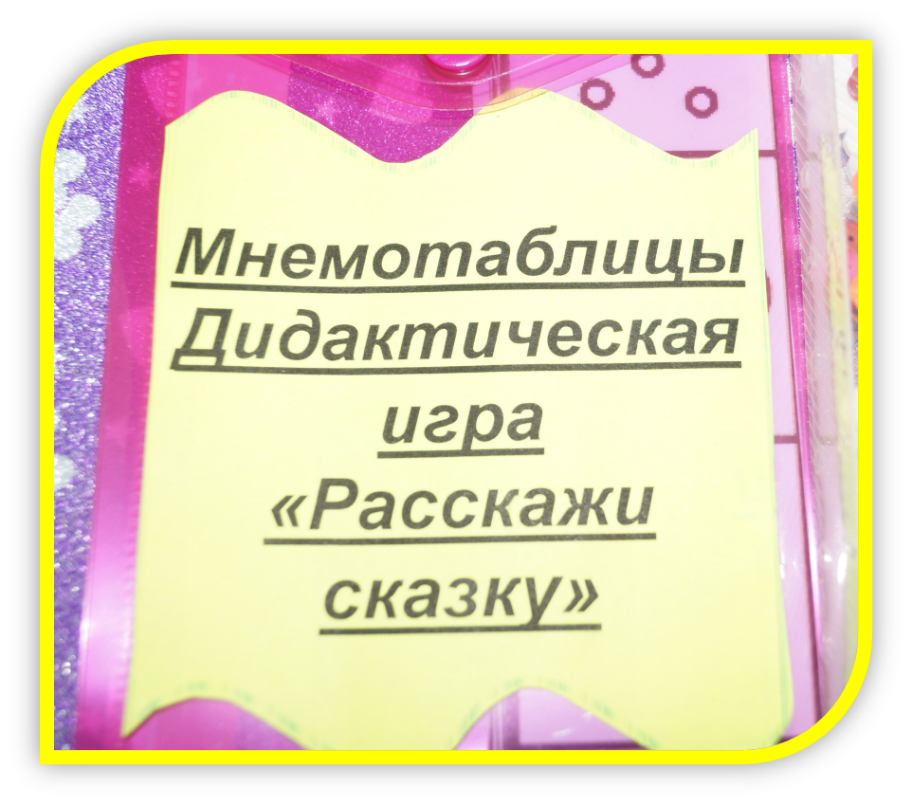 Мнемотаблицы
Дидактическая
игра
«Расскажи
сказку»